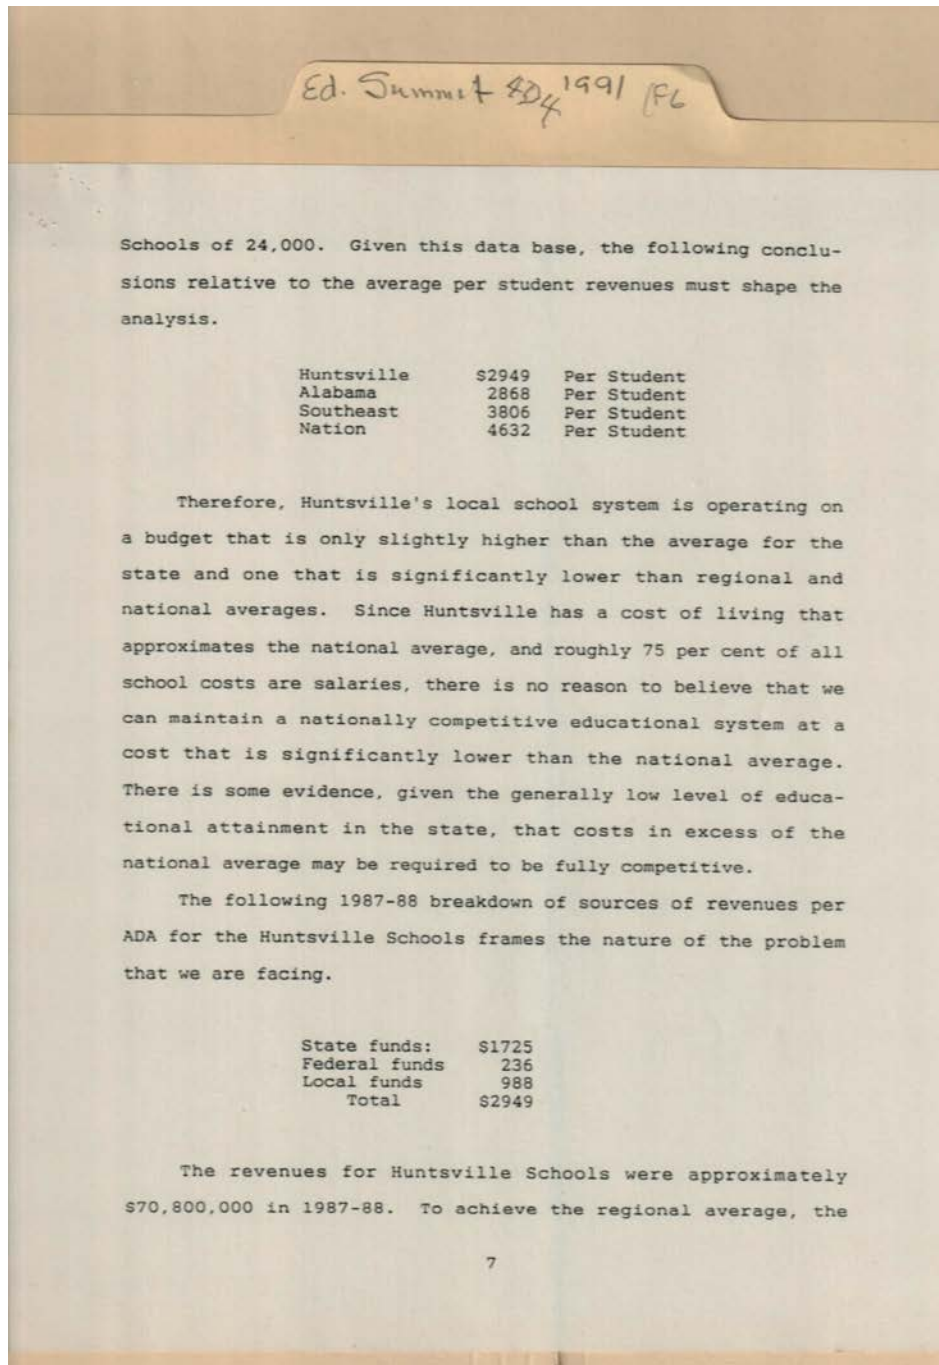 Ed. Summit 1991
Schools of 24,000. Given this data base, the following conclu-
sions relative to the average per student revenues must shape the
analysis.
Huntsville $2949 Per Student
Alabama 2868 Per Student
Southeast 3806 Per Student
Nation 4632 Per Student
Therefore, Huntsville's local school system is operating on
a budget that is only slightly higher than the average for the
state and one that is significantly lower than regional and
national averages. Since Huntsville has a cost of living that
approximates the national average, and roughly 75 per cent of all
school costs are salaries, there is no reason to believe that we
can maintain a nationally competitive educational system at a
cost that is significantly lower than the national average.
There is some evidence, given the generally low level of educa-
tional attainment in the state, that costs in excess of the
national average may be required to be fully competitive.
The following 1987-88 breakdown of sources of revenues per
ADA for the Huntsville Schools frames the nature of the problem
that we are facing.
State funds: $1725
Federal funds 236
Local funds 988
Total $2949
The revenues for Huntsville Schools were approximately
$70,800,000 in 1987-88. To achieve the regional average, the
7